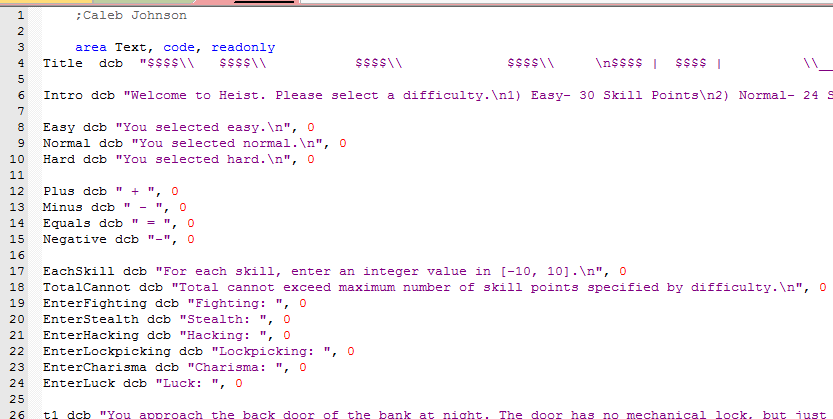 1 ;Caleb Johnson
2
3 area Text, code, readonly
4 Title dcb "$$$$\\ $$$$\\ $$$$\\ $$$$\\ \n$$$$ | $$$$ | \\__
5
6 Intro dcb "Welcome to Heist. Please select a difficulty.\n1) Easy- 30 Skill Points\n2) Normal- 24 S
7
8 Easy dcb "You selected easy.\n", 0
9 Normal dcb "You selected normal.\n", 0
10 Hard dcb "You selected hard.\n", 0
11
12 Plus dcb " + ", 0
13 Minus dcb " - ", 0
14 Equals dcb " = ", 0
15 Negative dcb "-", 0
16
17 EachSkill dcb "For each skill, enter an integer value in [-10, 10].\n", 0
18 TotalCannot dcb "Total cannot exceed maximum number of skill points specified by difficulty.\n", 0
19 EnterFighting dcb "Fighting: ", 0
20 EnterStealth dcb "Stealth: ", 0
21 EnterHacking dcb "Hacking: ", 0
22 EnterLockpicking dcb "Lockpicking: ", 0
23 EnterCharisma dcb "Charisma: ", 0
24 EnterLuck dcb "Luck: ", 0
25
26 t1 dcb "You approach the back door of the bank at night. The door has no mechanical lock, but just